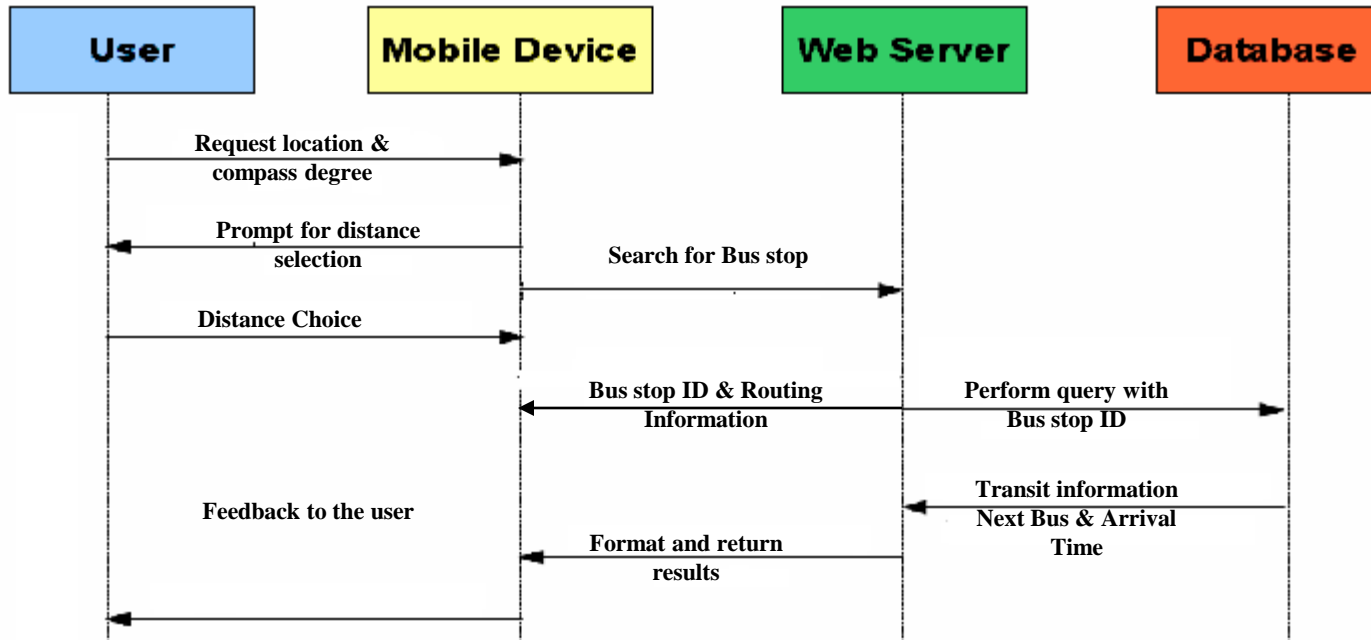 User
Mobile Device
Web Server
Database
Request location &
compass degree
Prompt for distance
selection
Search for Bus stop
Distance Choice
Bus stop ID & Routing
Information
Perform query with
Bus stop ID
Transit information
Next Bus & Arrival
Time
Feedback to the user
Format and return
results